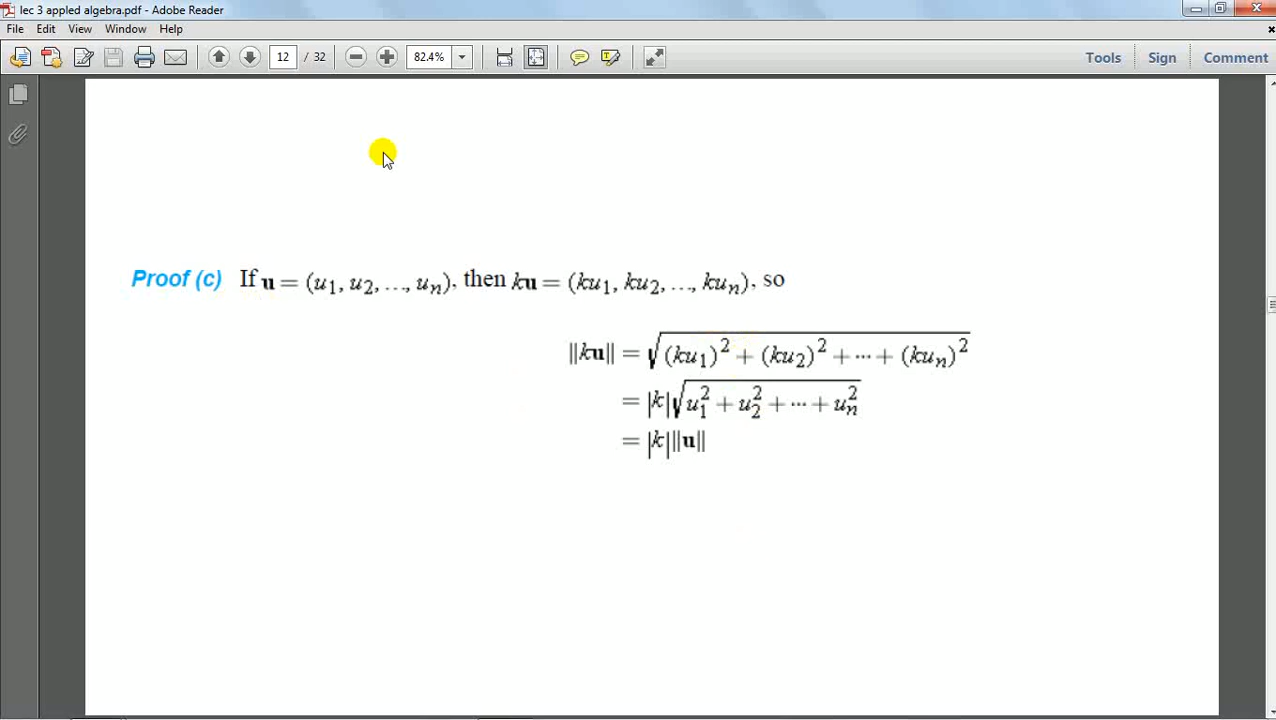 lec 3 appled algebra.pdf - Adobe Reader
File Edit View Window Help
12 / 32 82.4% Tools Sign Comment
Proof (c) If u = (u₁, u₂, ..., uₙ), then ku = (ku₁, ku₂, ..., kuₙ), so
‖ku‖ = √((ku₁)² + (ku₂)² + ··· + (kuₙ)²)
= |k|√(u₁² + u₂² + ··· + uₙ²)
= |k|‖u‖